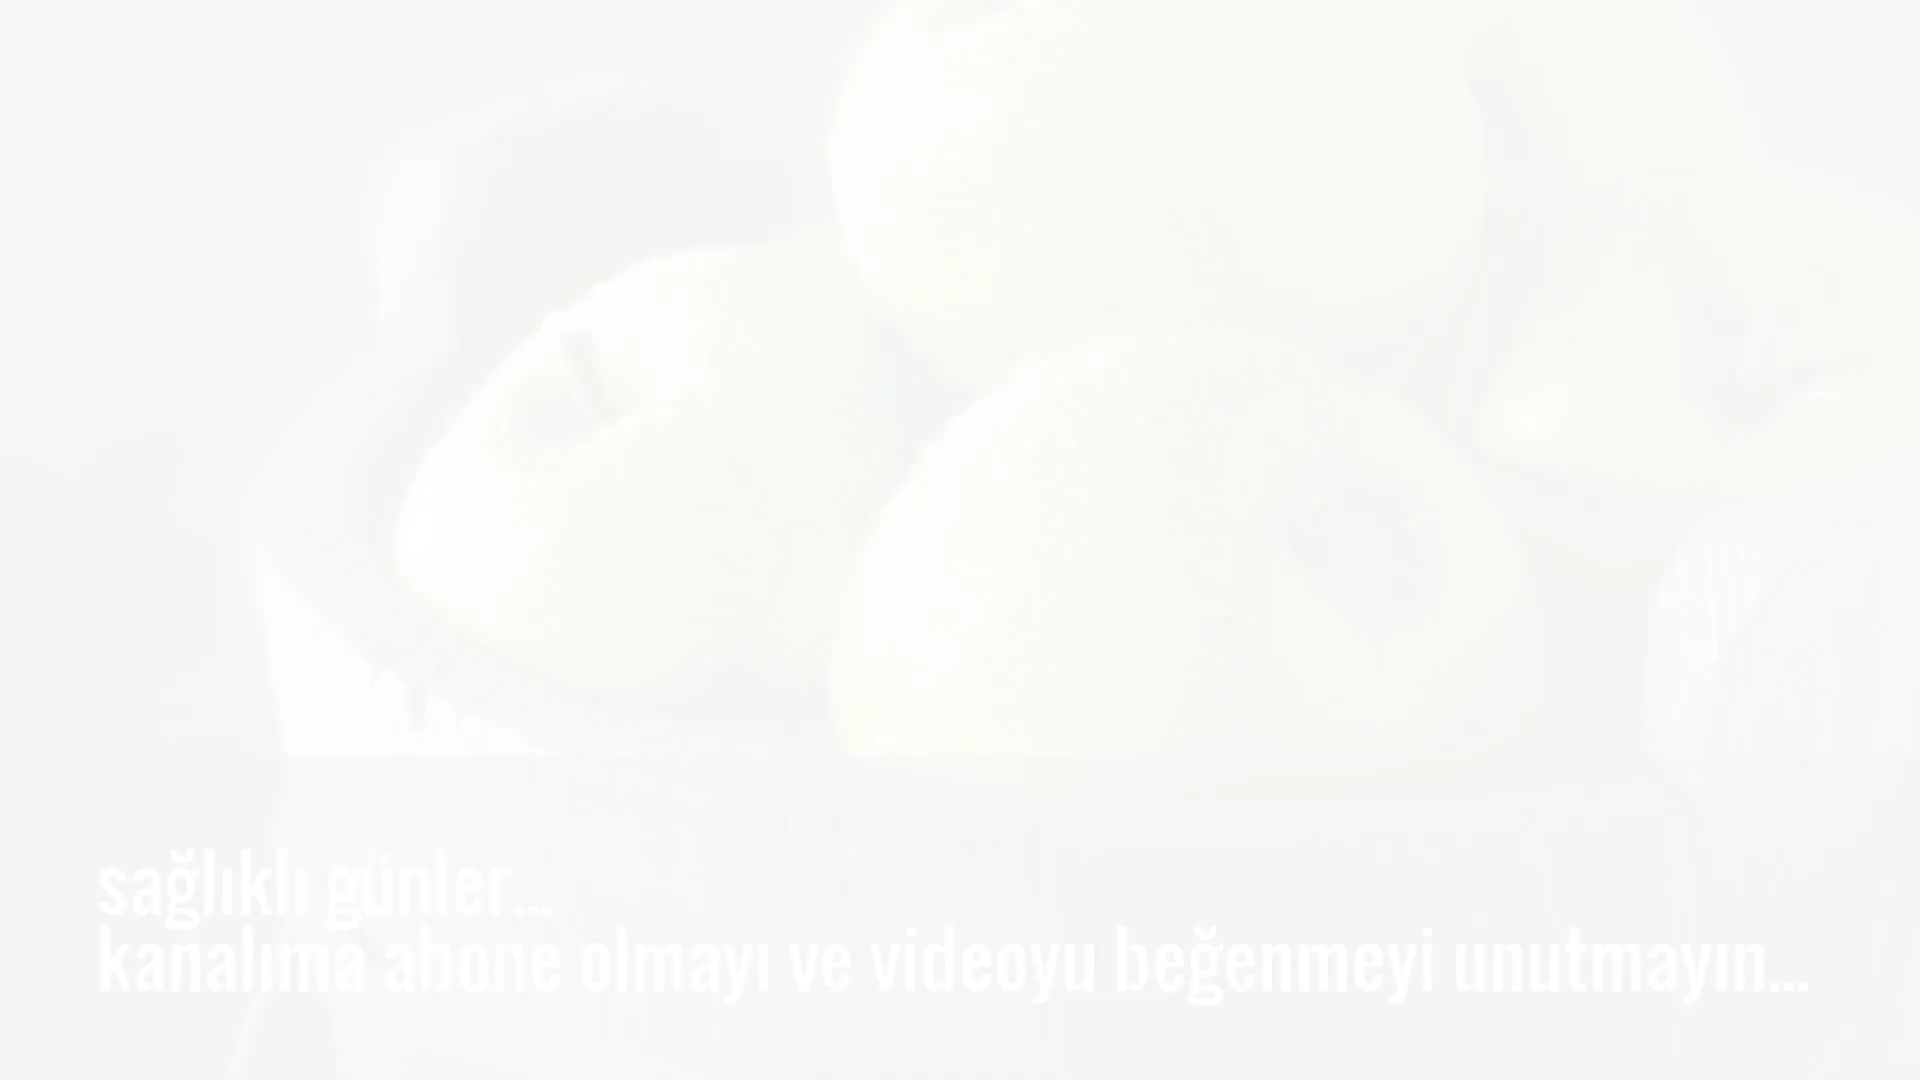 sağlıklı günler...
kanalıma abone olmayı ve videoyu beğenmeyi unutmayın...